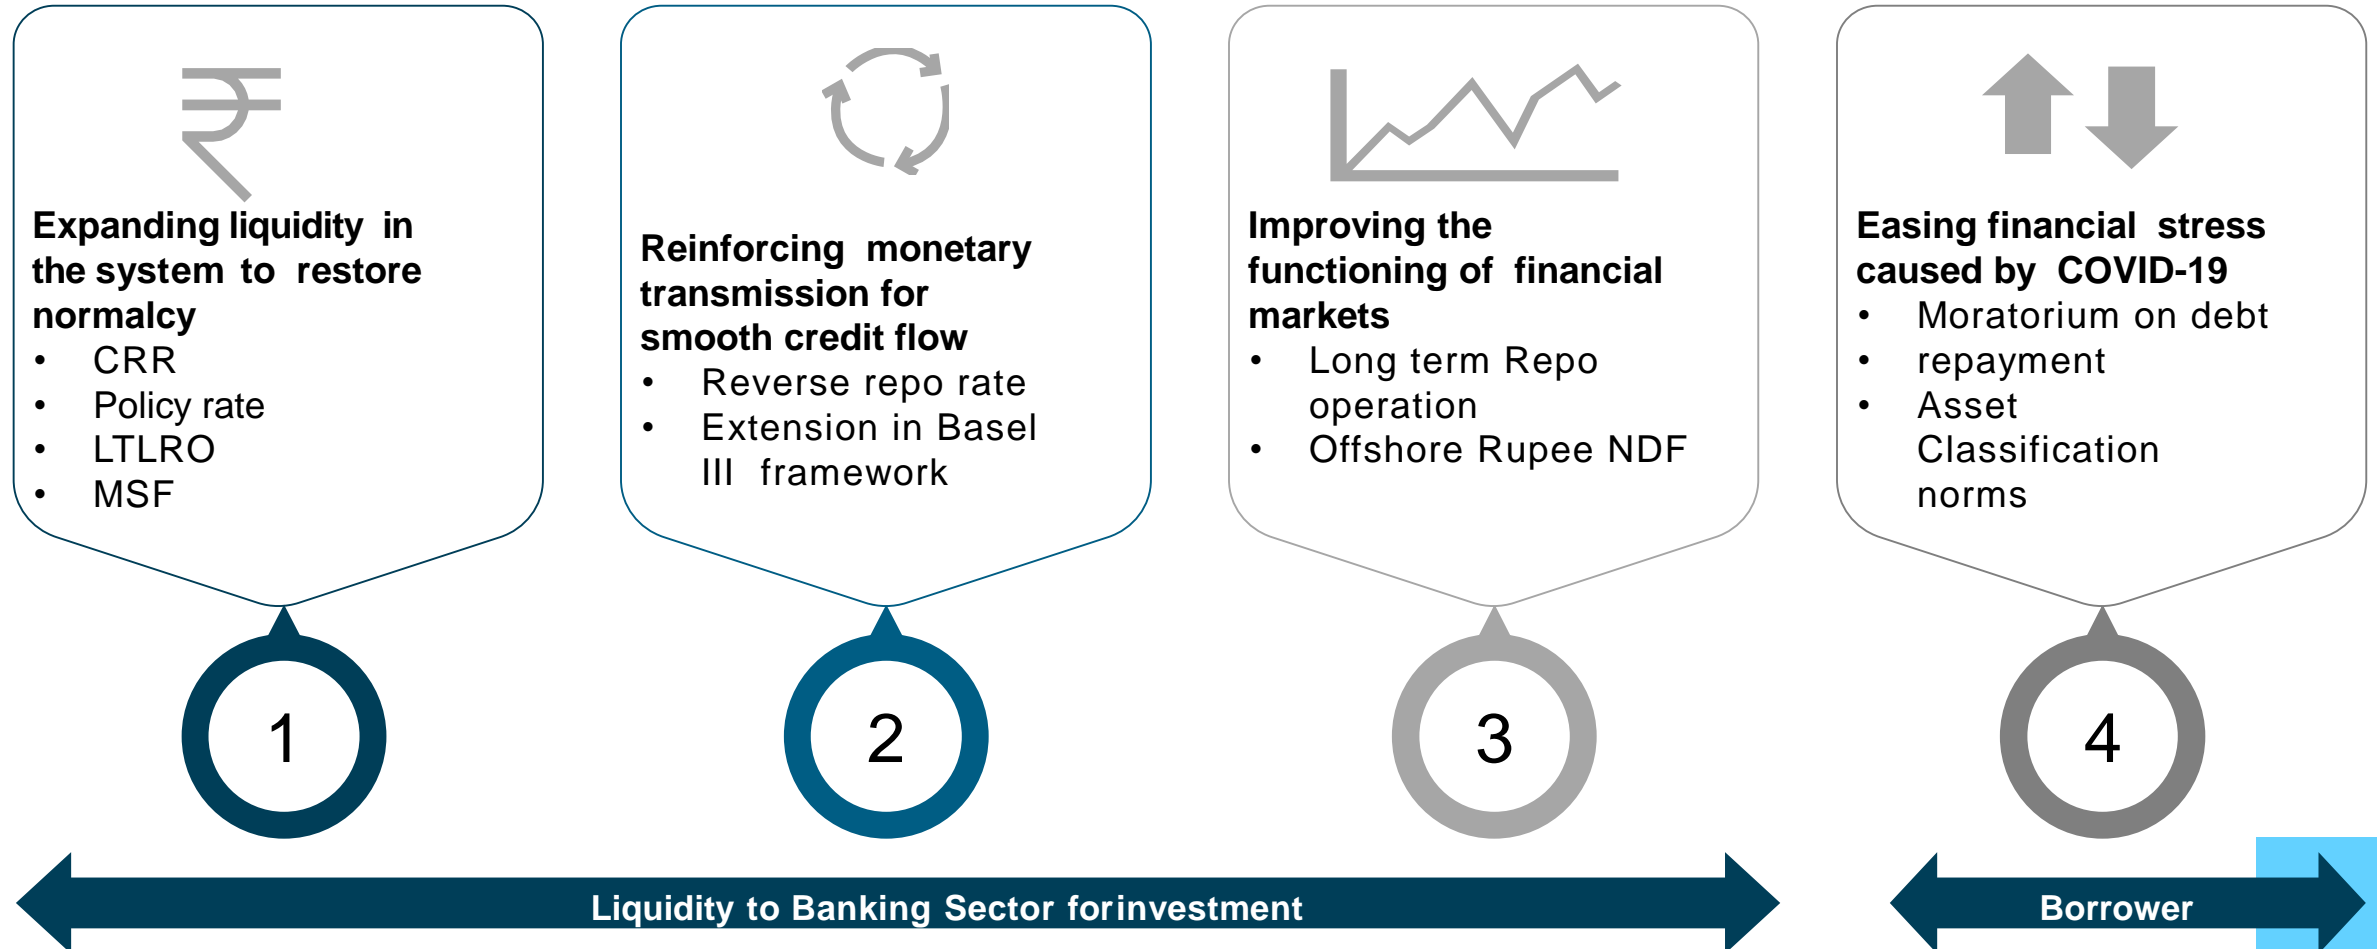 Expanding liquidity in
the system to restore
normalcy
• CRR
• Policy rate
• LTLRO
• MSF
Reinforcing monetary
transmission for
smooth credit flow
• Reverse repo rate
• Extension in Basel
III framework
Improving the
functioning of financial
markets
• Long term Repo
operation
• Offshore Rupee NDF
Easing financial stress
caused by COVID-19
• Moratorium on debt
• repayment
• Asset
Classification
norms
1
2
3
4
Liquidity to Banking Sector forinvestment
Borrower